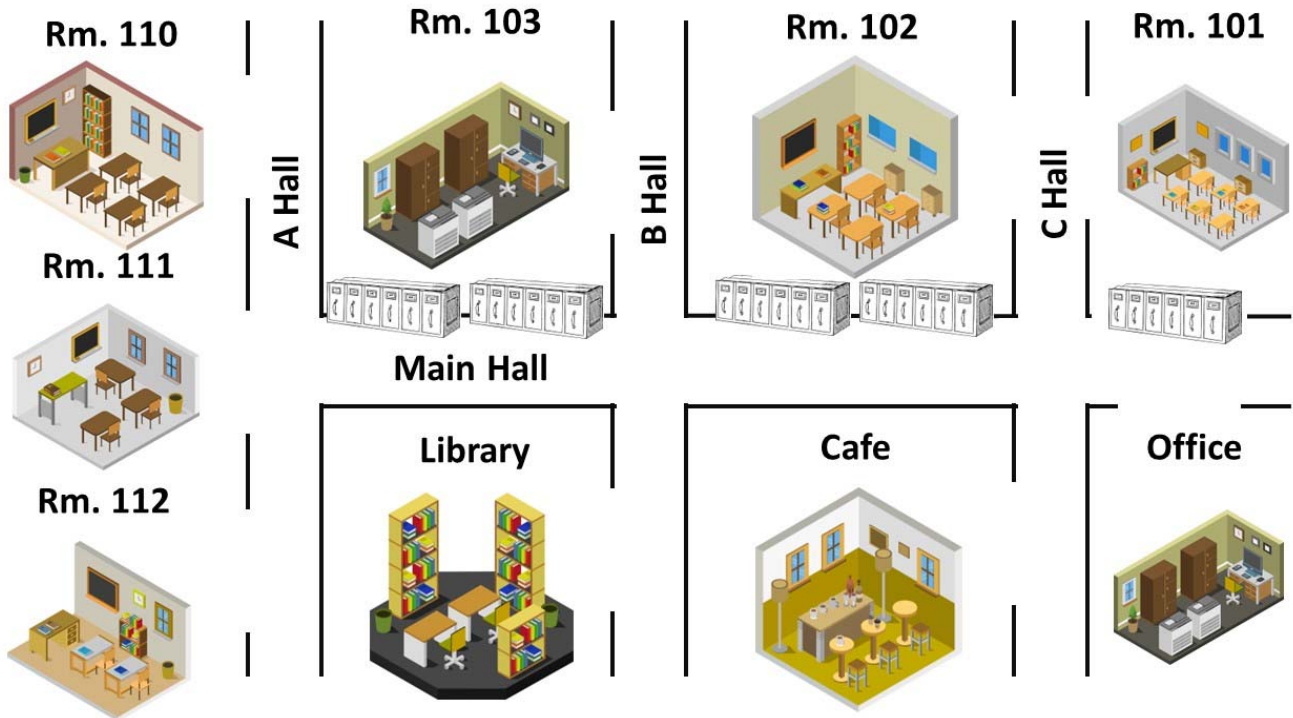 Rm. 110
Rm. 103
Rm. 102
Rm. 101
A Hall
B Hall
C Hall
Rm. 111
Main Hall
Library
Cafe
Office
Rm. 112